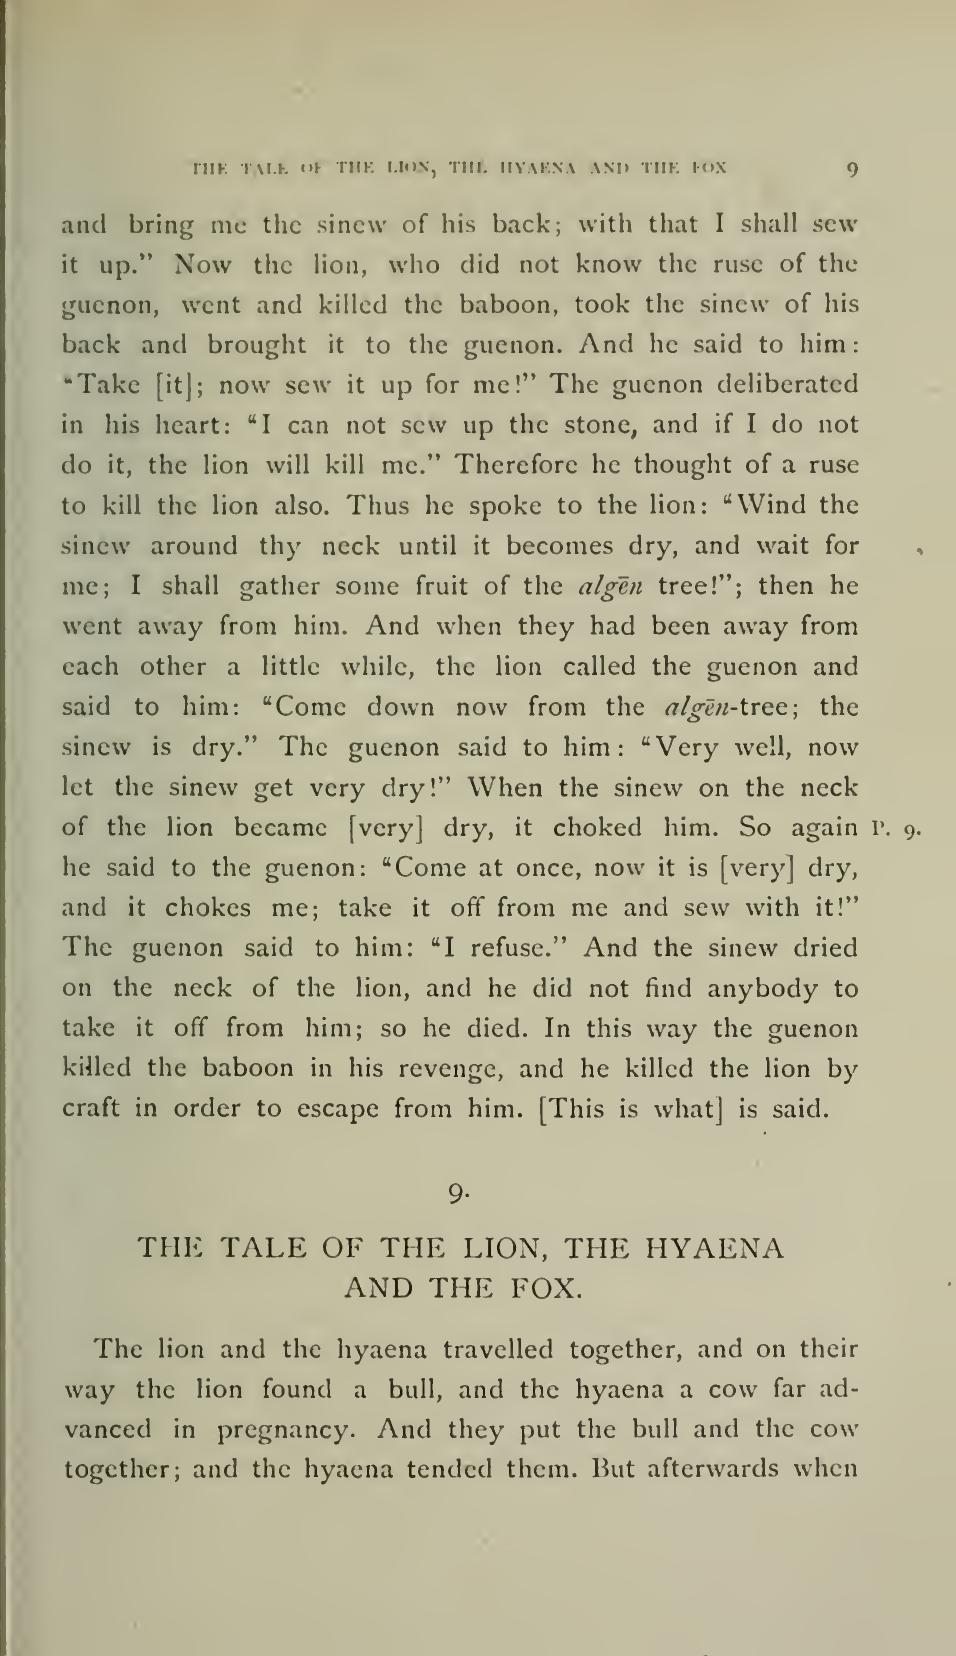 THE TALE OF THE LION, THE HYAENA AND THE FOX 9
and bring me the sinew of his back; with that I shall sew
it up.” Now the lion, who did not know the ruse of the
guenon, went and killed the baboon, took the sinew of his
back and brought it to the guenon. And he said to him:
“Take [it]; now sew it up for me!” The guenon deliberated
in his heart: “I can not sew up the stone, and if I do not
do it, the lion will kill me.” Therefore he thought of a ruse
to kill the lion also. Thus he spoke to the lion: “Wind the
sinew around thy neck until it becomes dry, and wait for
me; I shall gather some fruit of the algēn tree!”; then he
went away from him. And when they had been away from
each other a little while, the lion called the guenon and
said to him: “Come down now from the algēn-tree; the
sinew is dry.” The guenon said to him: “Very well, now
let the sinew get very dry!” When the sinew on the neck
of the lion became [very] dry, it choked him. So again P. 9.
he said to the guenon: “Come at once, now it is [very] dry,
and it chokes me; take it off from me and sew with it!”
The guenon said to him: “I refuse.” And the sinew dried
on the neck of the lion, and he did not find anybody to
take it off from him; so he died. In this way the guenon
killed the baboon in his revenge, and he killed the lion by
craft in order to escape from him. [This is what] is said.
9.
THE TALE OF THE LION, THE HYAENA
AND THE FOX.
The lion and the hyaena travelled together, and on their
way the lion found a bull, and the hyaena a cow far ad-
vanced in pregnancy. And they put the bull and the cow
together; and the hyaena tended them. But afterwards when